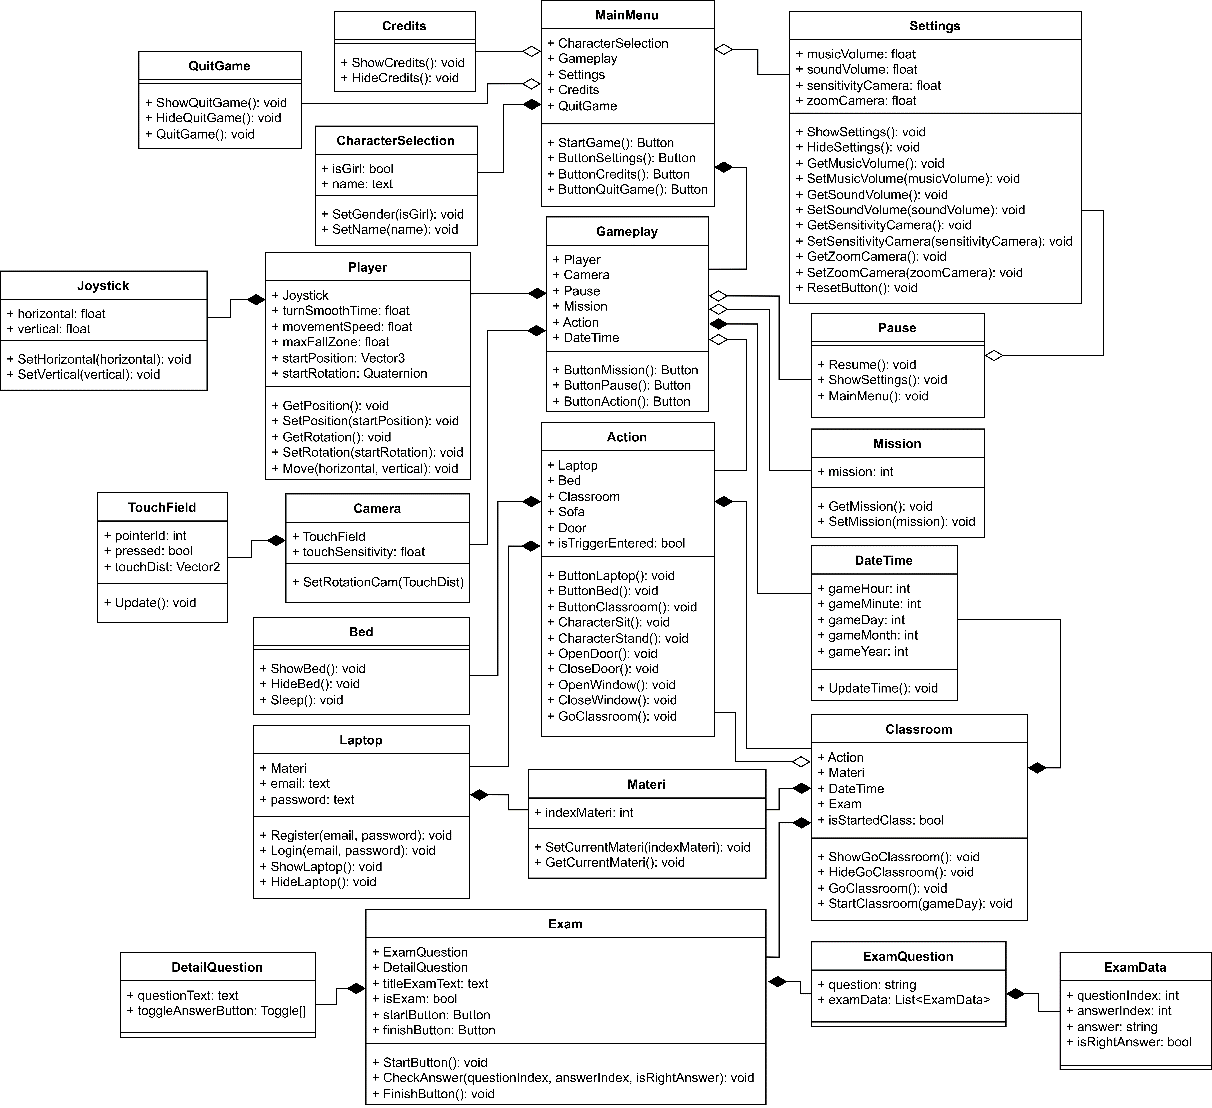 Credits
+ ShowCredits(): void
+ HideCredits(): void
MainMenu
+ CharacterSelection
+ Gameplay
+ Settings
+ Credits
+ QuitGame
+ StartGame(): Button
+ ButtonSettings(): Button
+ ButtonCredits(): Button
+ ButtonQuitGame(): Button
Settings
+ musicVolume: float
+ soundVolume: float
+ sensitivityCamera: float
+ zoomCamera: float
+ ShowSettings(): void
+ HideSettings(): void
+ GetMusicVolume(): void
+ SetMusicVolume(musicVolume): void
+ GetSoundVolume(): void
+ SetSoundVolume(soundVolume): void
+ GetSensitivityCamera(): void
+ SetSensitivityCamera(sensitivityCamera): void
+ GetZoomCamera(): void
+ SetZoomCamera(zoomCamera): void
+ ResetButton(): void
QuitGame
+ ShowQuitGame(): void
+ HideQuitGame(): void
+ QuitGame(): void
CharacterSelection
+ isGirl: bool
+ name: text
+ SetGender(isGirl): void
+ SetName(name): void
Gameplay
+ Player
+ Camera
+ Pause
+ Mission
+ Action
+ DateTime
+ ButtonMission(): Button
+ ButtonPause(): Button
+ ButtonAction(): Button
Joystick
+ horizontal: float
+ vertical: float
+ SetHorizontal(horizontal): void
+ SetVertical(vertical): void
Player
+ Joystick
+ turnSmoothTime: float
+ movementSpeed: float
+ maxFallZone: float
+ startPosition: Vector3
+ startRotation: Quaternion
+ GetPosition(): void
+ SetPosition(startPosition): void
+ GetRotation(): void
+ SetRotation(startRotation): void
+ Move(horizontal, vertical): void
Pause
+ Resume(): void
+ ShowSettings(): void
+ MainMenu(): void
Action
+ Laptop
+ Bed
+ Classroom
+ Sofa
+ Door
+ isTriggerEntered: bool
+ ButtonLaptop(): void
+ ButtonBed(): void
+ ButtonClassroom(): void
+ CharacterSit(): void
+ CharacterStand(): void
+ OpenDoor(): void
+ CloseDoor(): void
+ OpenWindow(): void
+ CloseWindow(): void
+ GoClassroom(): void
Mission
+ mission: int
+ GetMission(): void
+ SetMission(mission): void
TouchField
+ pointerId: int
+ pressed: bool
+ touchDist: Vector2
+ Update(): void
Camera
+ TouchField
+ touchSensitivity: float
+ SetRotationCam(TouchDist)
DateTime
+ gameHour: int
+ gameMinute: int
+ gameDay: int
+ gameMonth: int
+ gameYear: int
+ UpdateTime(): void
Bed
+ ShowBed(): void
+ HideBed(): void
+ Sleep(): void
Laptop
+ Materi
+ email: text
+ password: text
+ Register(email, password): void
+ Login(email, password): void
+ ShowLaptop(): void
+ HideLaptop(): void
Materi
+ indexMateri: int
+ SetCurrentMateri(indexMateri): void
+ GetCurrentMateri(): void
Classroom
+ Action
+ Materi
+ DateTime
+ Exam
+ isStartedClass: bool
+ ShowGoClassroom(): void
+ HideGoClassroom(): void
+ GoClassroom(): void
+ StartClassroom(gameDay): void
Exam
+ ExamQuestion
+ DetailQuestion
+ titleExamText: text
+ isExam: bool
+ startButton: Button
+ finishButton: Button
+ StartButton(): void
+ CheckAnswer(questionIndex, answerIndex, isRightAnswer): void
+ FinishButton(): void
DetailQuestion
+ questionText: text
+ toggleAnswerButton: Toggle[]
ExamQuestion
+ question: string
+ examData: List<ExamData>
ExamData
+ questionIndex: int
+ answerIndex: int
+ answer: string
+ isRightAnswer: bool